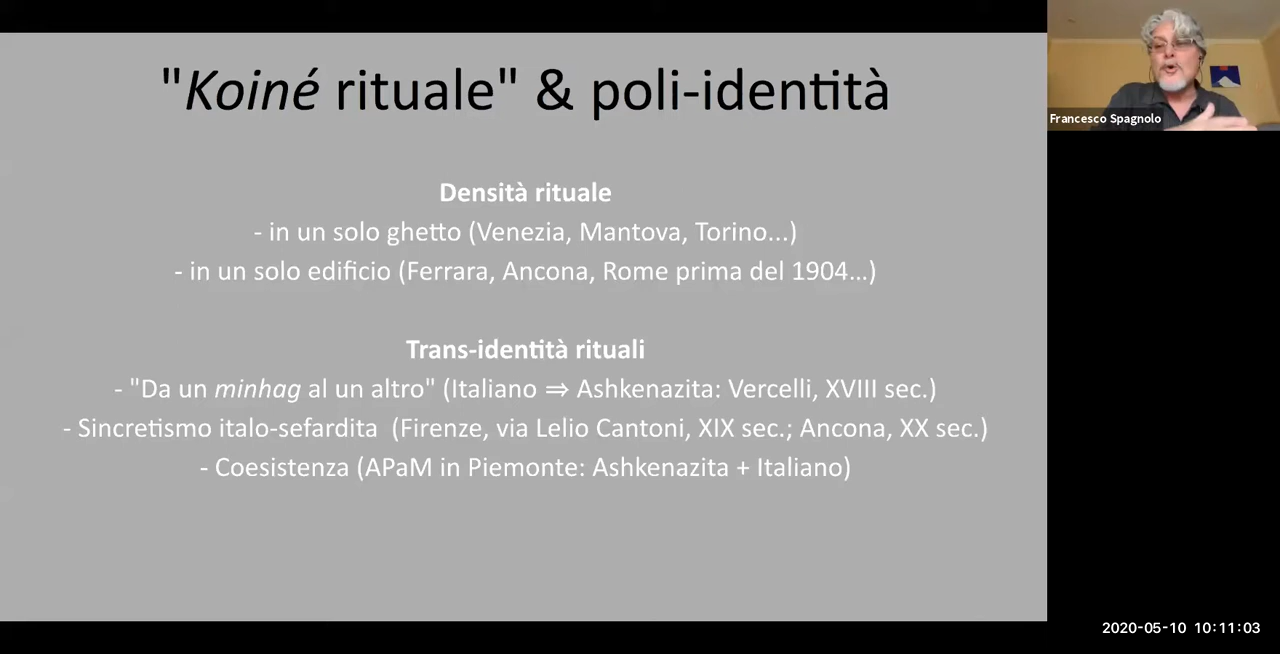 "Koiné rituale" & poli-identità
Densità rituale
- in un solo ghetto (Venezia, Mantova, Torino...)
- in un solo edificio (Ferrara, Ancona, Rome prima del 1904...)
Trans-identità rituali
- "Da un minhag al un altro" (Italiano ⇒ Ashkenazita: Vercelli, XVIII sec.)
- Sincretismo italo-sefardita (Firenze, via Lelio Cantoni, XIX sec.; Ancona, XX sec.)
- Coesistenza (APaM in Piemonte: Ashkenazita + Italiano)
Francesco Spagnolo
2020-05-10 10:11:03